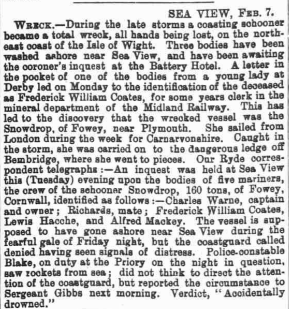 SEA VIEW, FEB. 7.
WRECK.—During the late storms a coasting schooner
became a total wreck, all hands being lost, on the north-
east coast of the Isle of Wight. Three bodies have been
washed ashore near Sea View, and have been awaiting
the coroner's inquest at the Battery Hotel. A letter in
the pocket of one of the bodies from a young lady at
Derby led on Monday to the identification of the deceased
as Frederick William Coates, for some years clerk in the
mineral department of the Midland Railway. This has
led to the discovery that the wrecked vessel was the
Snowdrop, of Fowey, near Plymouth. She sailed from
London during the week for Carnarvonshire. Caught in
the storm, she was carried on to the dangerous ledge off
Bembridge, where she went to pieces. Our Ryde corres-
pondent telegraphs :—An inquest was held at Sea View
this (Tuesday) evening upon the bodies of five mariners,
the crew of the schooner Snowdrop, 160 tons, of Fowey,
Cornwall, identified as follows :—Charles Warne, captain
and owner; Richards, mate; Frederick William Coates,
Lewis Hacche, and Alfred Mackey. The vessel is sup-
posed to have gone ashore near Sea View during the
fearful gale of Friday night, but the coastguard called
denied having seen signals of distress. Police-constable
Blake, on duty at the Priory on the night in question,
saw rockets from sea; did not think to direct the atten-
tion of the coastguard, but reported the circumstance to
Sergeant Gibbs next morning. Verdict, "Accidentally
drowned."